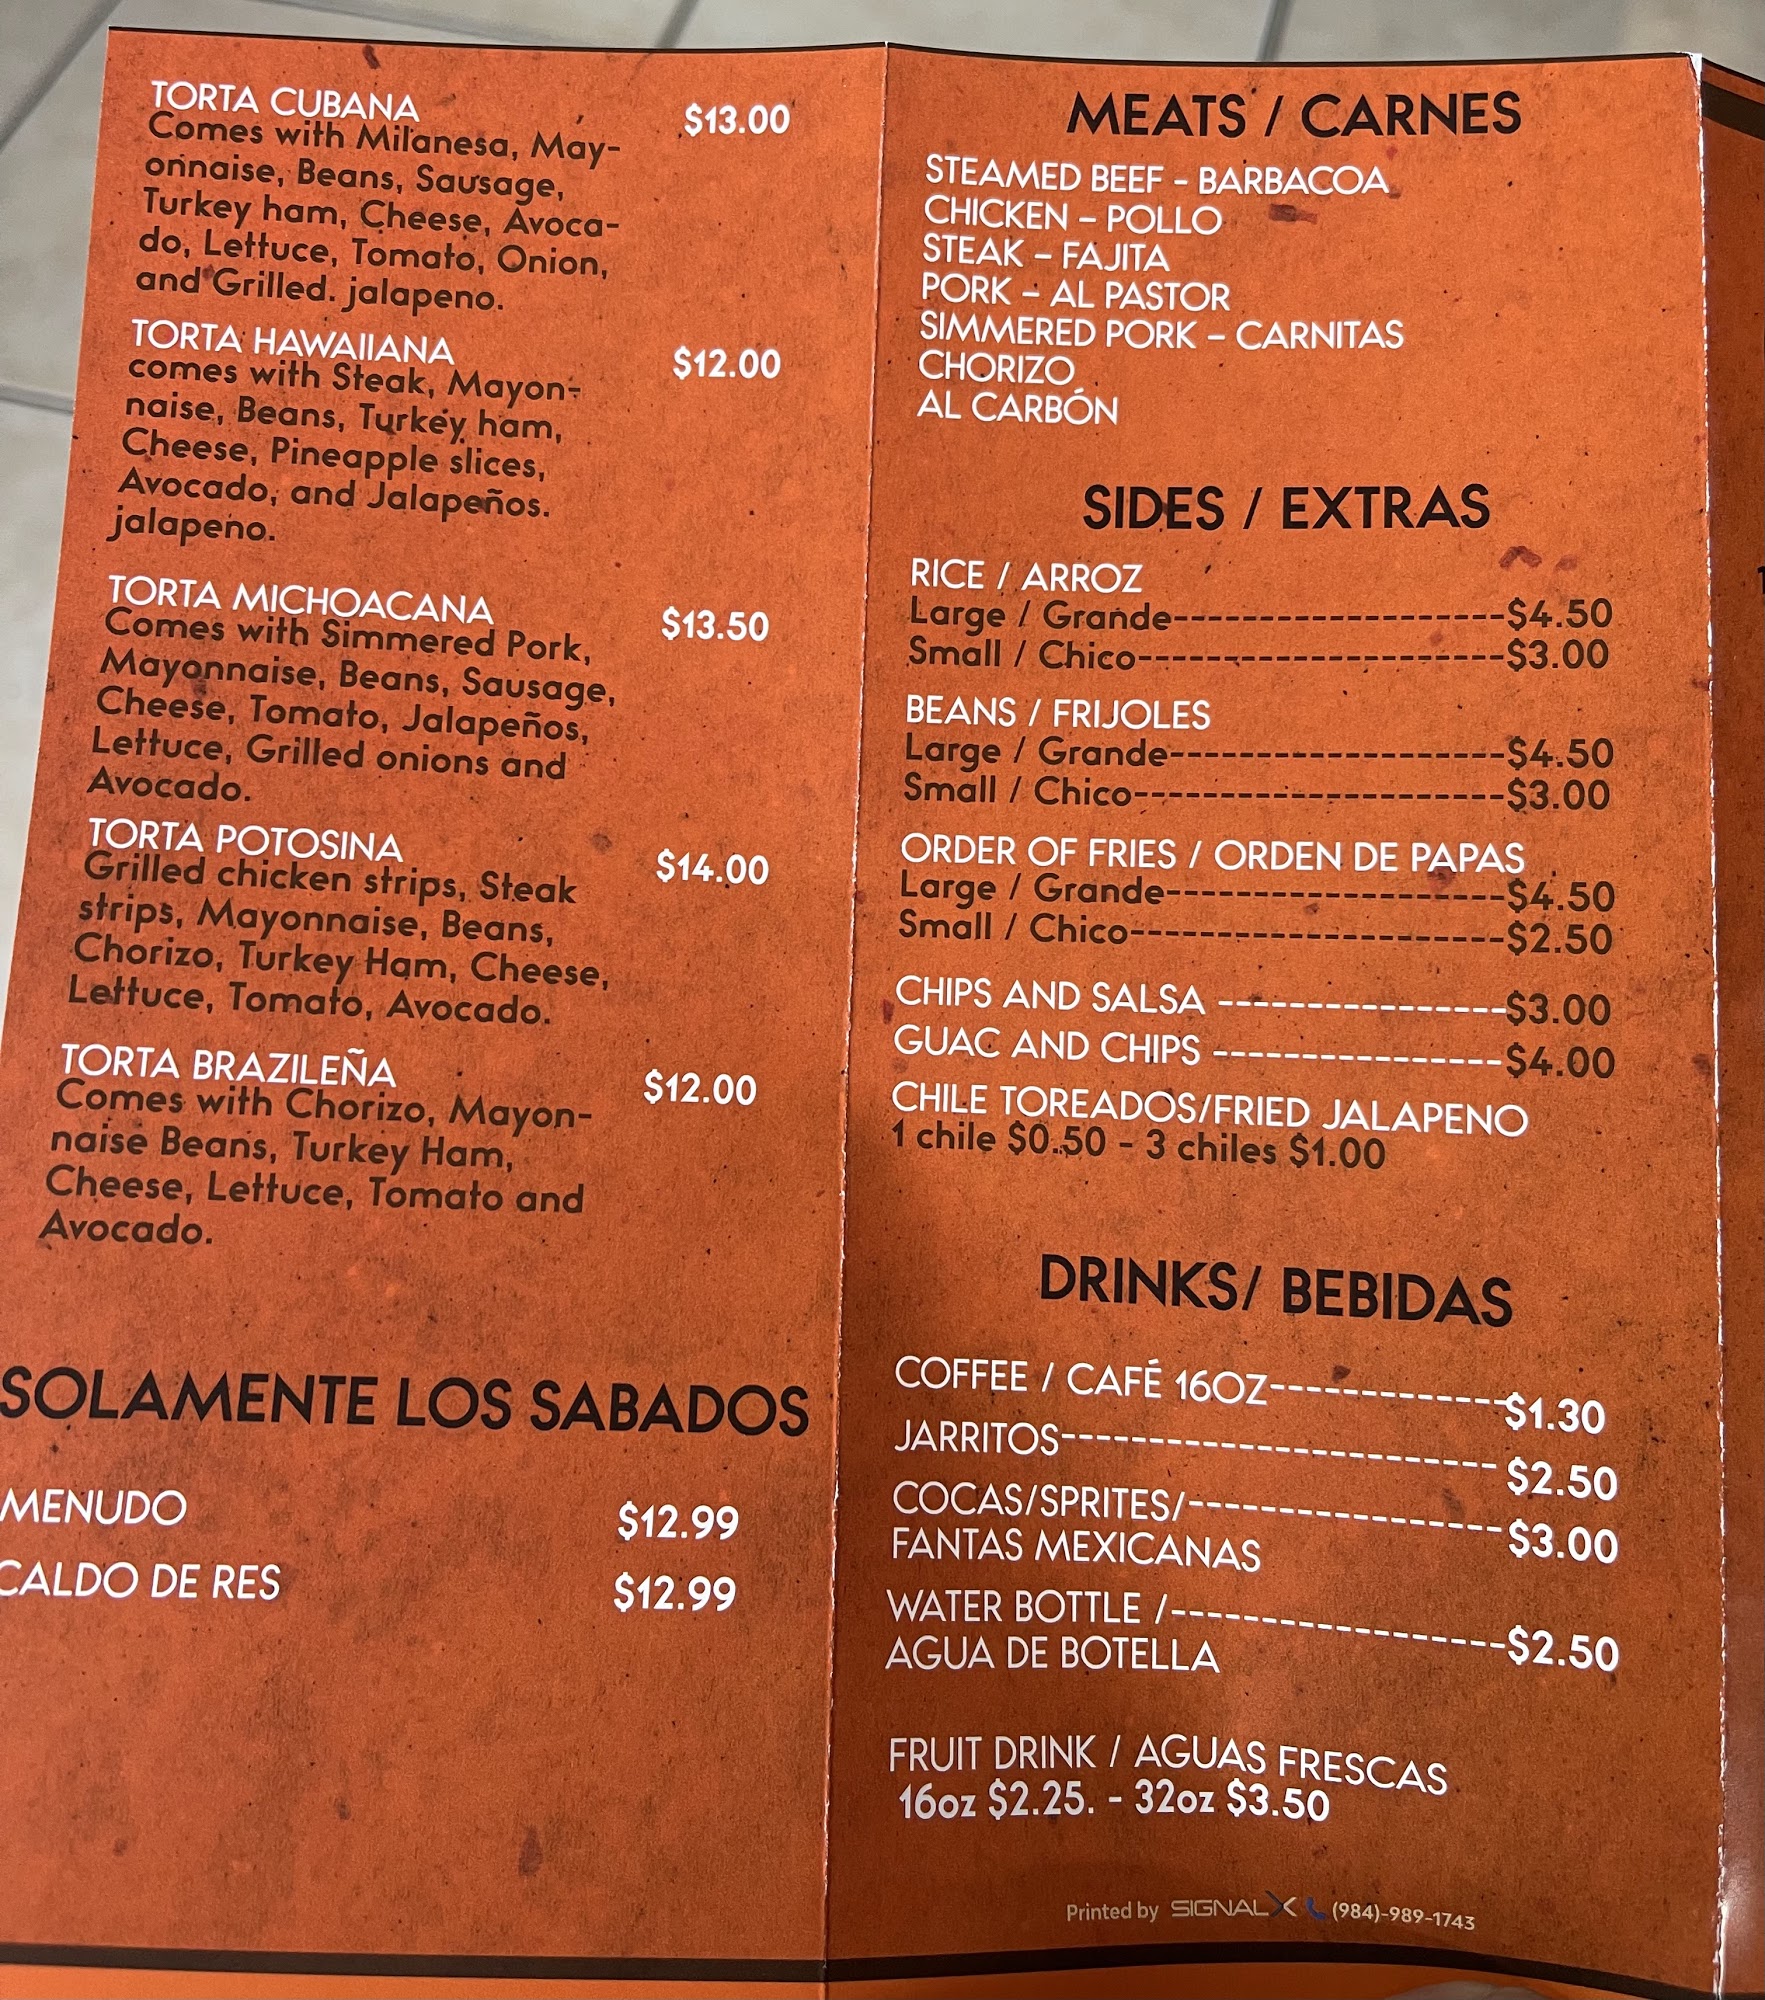 TORTA CUBANA $13.00
Comes with Milanesa, May-
onnaise, Beans, Sausage,
Turkey ham, Cheese, Avoca-
do, Lettuce, Tomato, Onion,
and Grilled. jalapeno.
TORTA HAWAIIANA $12.00
comes with Steak, Mayon-
naise, Beans, Turkey ham,
Cheese, Pineapple slices,
Avocado, and Jalapeños.
jalapeno.
TORTA MICHOACANA $13.50
Comes with Simmered Pork,
Mayonnaise, Beans, Sausage,
Cheese, Tomato, Jalapeños,
Lettuce, Grilled onions and
Avocado.
TORTA POTOSINA $14.00
Grilled chicken strips, Steak
strips, Mayonnaise, Beans,
Chorizo, Turkey Ham, Cheese,
Lettuce, Tomato, Avocado.
TORTA BRAZILEÑA $12.00
Comes with Chorizo, Mayon-
naise Beans, Turkey Ham,
Cheese, Lettuce, Tomato and
Avocado.
SOLAMENTE LOS SABADOS
MENUDO $12.99
CALDO DE RES $12.99
MEATS / CARNES
STEAMED BEEF - BARBACOA
CHICKEN - POLLO
STEAK - FAJITA
PORK - AL PASTOR
SIMMERED PORK - CARNITAS
CHORIZO
AL CARBÓN
SIDES / EXTRAS
RICE / ARROZ
Large / Grande-------------------$4.50
Small / Chico---------------------$3.00
BEANS / FRIJOLES
Large / Grande-------------------$4.50
Small / Chico---------------------$3.00
ORDER OF FRIES / ORDEN DE PAPAS
Large / Grande-------------------$4.50
Small / Chico---------------------$2.50
CHIPS AND SALSA ----------------$3.00
GUAC AND CHIPS ----------------$4.00
CHILE TOREADOS/FRIED JALAPENO
1 chile $0.50 - 3 chiles $1.00
DRINKS/ BEBIDAS
COFFEE / CAFÉ 16OZ-------------$1.30
JARRITOS------------------------$2.50
COCAS/SPRITES/-----------------$3.00
FANTAS MEXICANAS
WATER BOTTLE /------------------$2.50
AGUA DE BOTELLA
FRUIT DRINK / AGUAS FRESCAS
16oz $2.25. - 32oz $3.50
Printed by SIGNALX (984)-989-1743